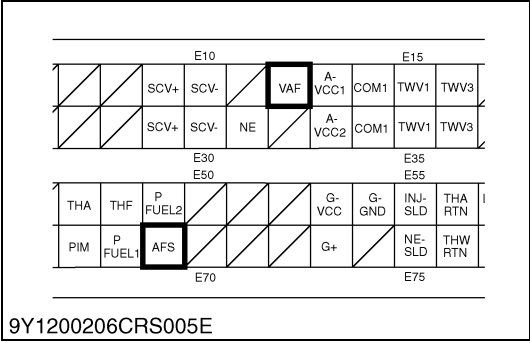 E10 E15
SCV+ SCV- VAF A-VCC1 COM1 TWV1 TWV3
SCV+ SCV- NE A-VCC2 COM1 TWV1 TWV3
E30 E35
E50 E55
THA THF P FUEL2 G-VCC G-GND INJ-SLD THA RTN
PIM P FUEL1 AFS G+ NE-SLD THW RTN
E70 E75
9Y1200206CRS005E